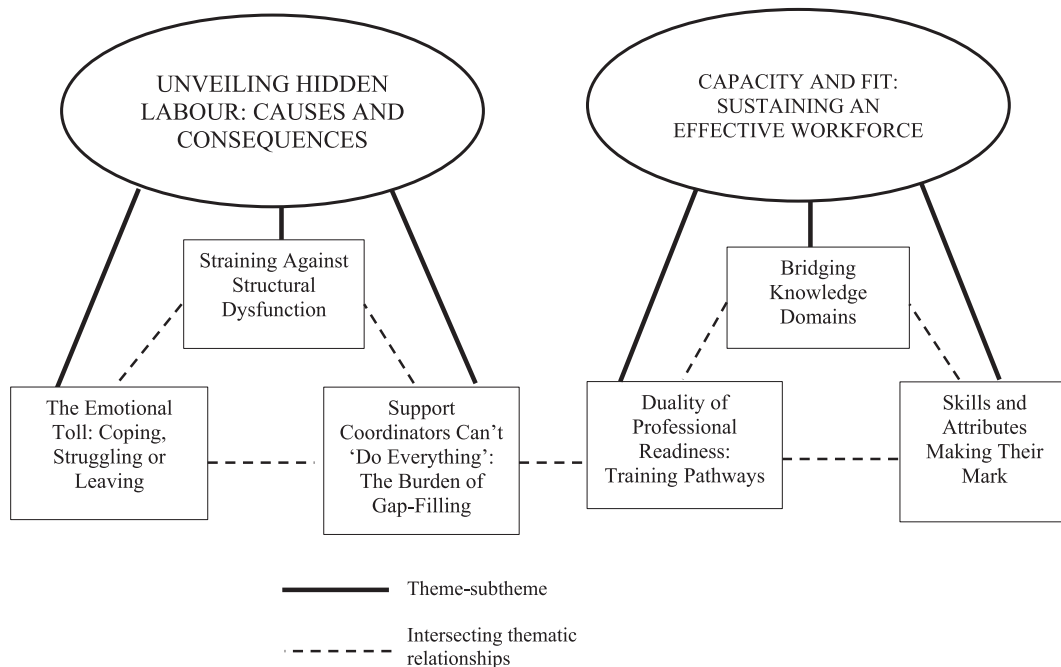 UNVEILING HIDDEN
LABOUR: CAUSES AND
CONSEQUENCES
CAPACITY AND FIT:
SUSTAINING AN
EFFECTIVE WORKFORCE
Straining Against
Structural
Dysfunction
Bridging
Knowledge
Domains
The Emotional
Toll: Coping,
Struggling or
Leaving
Support
Coordinators Can’t
‘Do Everything’:
The Burden of
Gap-Filling
Duality of
Professional
Readiness:
Training Pathways
Skills and
Attributes
Making Their
Mark
Theme-subtheme
Intersecting thematic
relationships